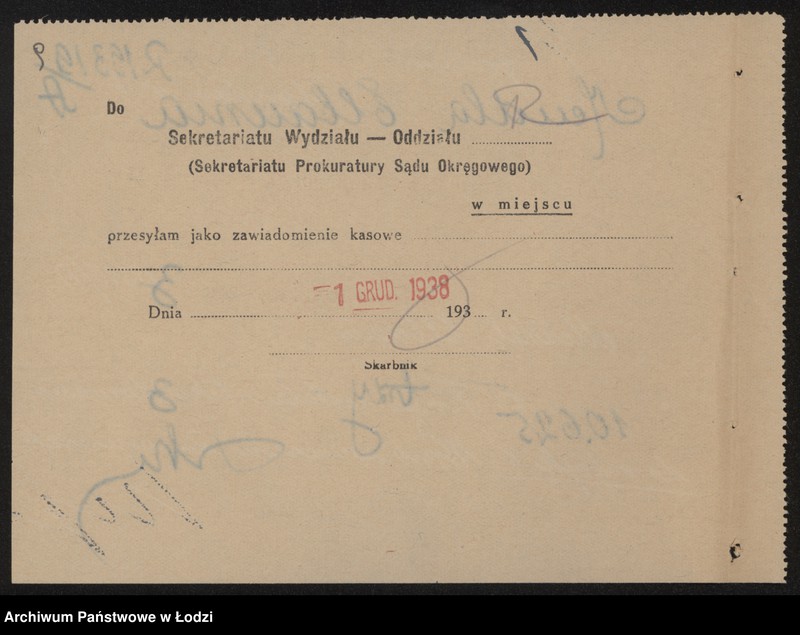 1
Do
Sekretariatu Wydziału — Oddziału
(Sekretariatu Prokuratury Sądu Okręgowego)
w miejscu
przesyłam jako zawiadomienie kasowe
-1 GRUD. 1938
Dnia 193 r.
Skarbnik
Archiwum Państwowe w Łodzi